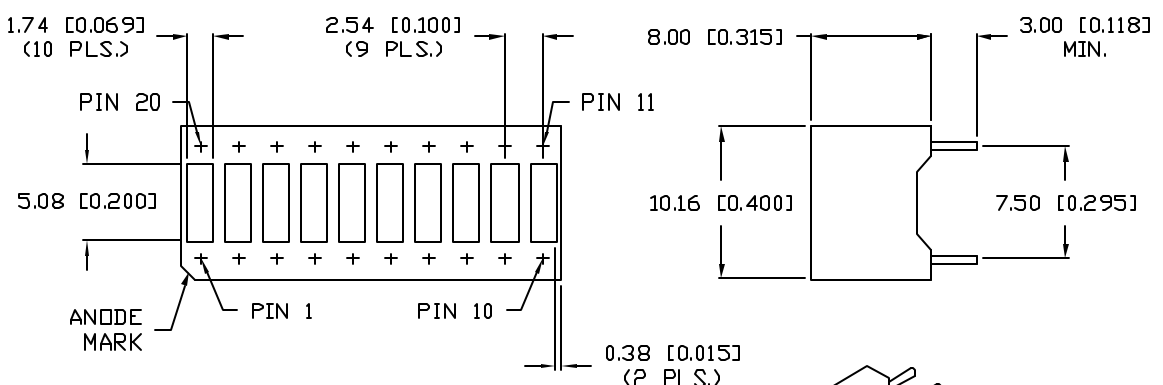 1.74 [0.069]
(10 PLS.)
2.54 [0.100]
(9 PLS.)
8.00 [0.315]
3.00 [0.118]
MIN.
PIN 20
PIN 11
5.08 [0.200]
10.16 [0.400]
7.50 [0.295]
ANODE
MARK
PIN 1
PIN 10
0.38 [0.015]
(2 PLS.)